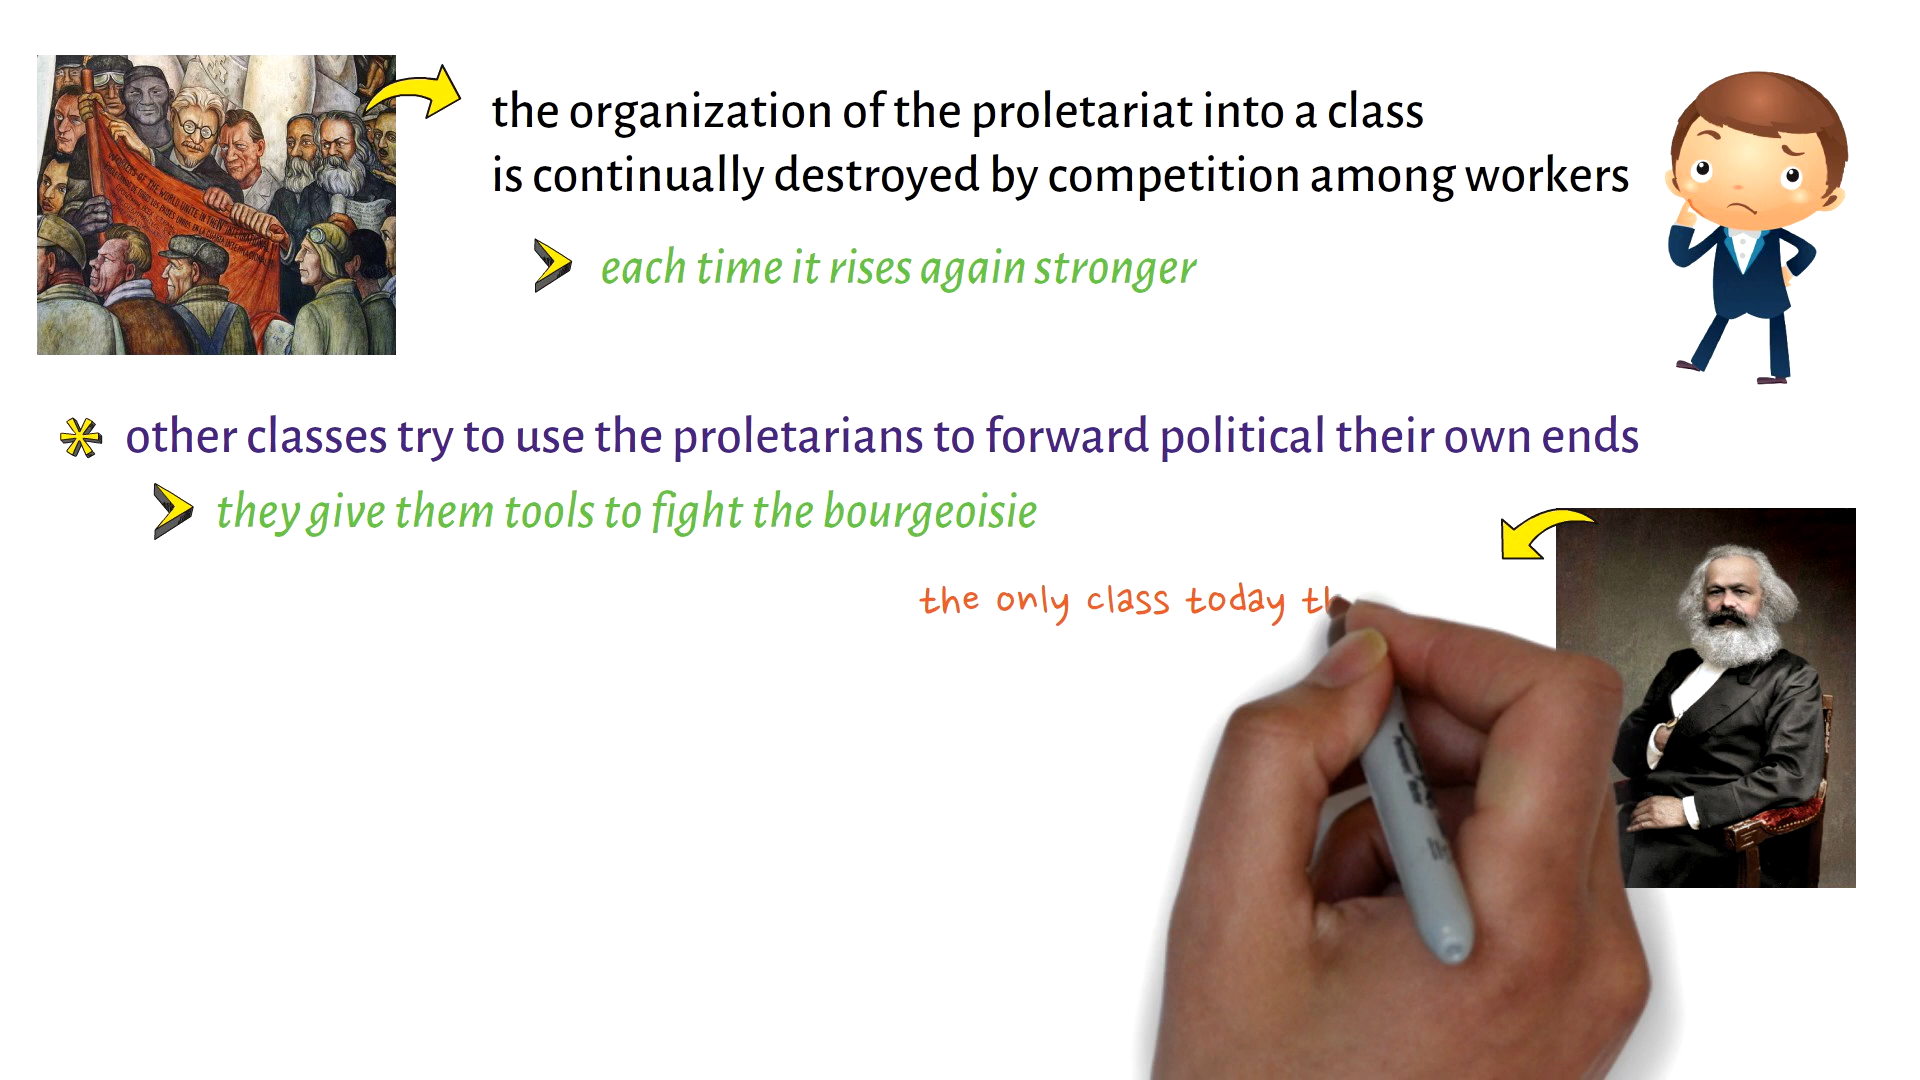 the organization of the proletariat into a class
is continually destroyed by competition among workers
each time it rises again stronger
other classes try to use the proletarians to forward political their own ends
they give them tools to fight the bourgeoisie
the only class today th